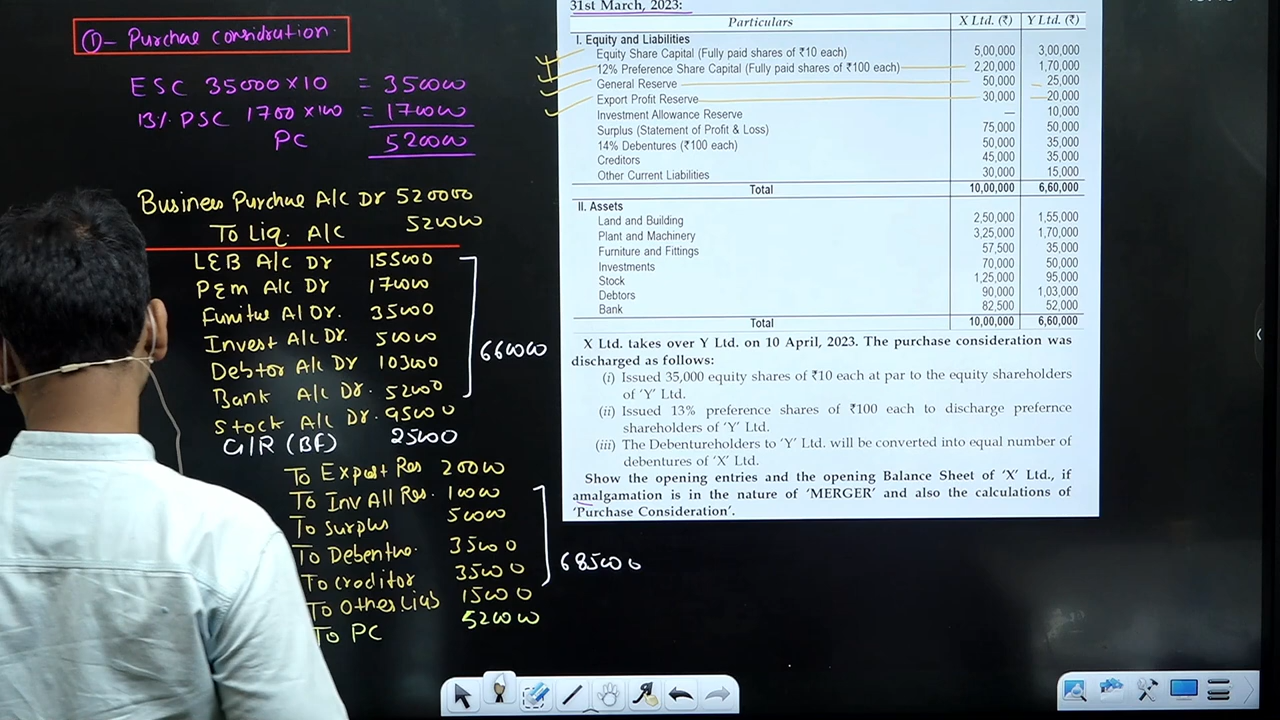 ①- Purchase considration.
ESC 35000 × 10 = 350000
13% PSC 1700 × 100 = 170000
PC 520000
Business Purchase A/c Dr 520000
To Liq. A/c 520000
L&B A/c Dr 155000
P&m A/c Dr 170000
Funitue A/ Dr. 35000
Invest A/c Dr. 50000
Debtor A/c Dr 103000
Bank A/c Dr. 52000
Stock A/c Dr. 95000
660000
G/R (BF) 25000
To Export Res 20000
To Inv All Res. 10000
To Surplus 50000
To Debentue. 35000
To creditor 35000
To Other Liab 15000
To PC 520000
685000
31st March, 2023:
Particulars X Ltd. (₹) Y Ltd. (₹)
I. Equity and Liabilities
Equity Share Capital (Fully paid shares of ₹10 each) 5,00,000 3,00,000
12% Preference Share Capital (Fully paid shares of ₹100 each) 2,20,000 1,70,000
General Reserve 50,000 25,000
Export Profit Reserve 30,000 20,000
Investment Allowance Reserve — 10,000
Surplus (Statement of Profit & Loss) 75,000 50,000
14% Debentures (₹100 each) 50,000 35,000
Creditors 45,000 35,000
Other Current Liabilities 30,000 15,000
Total 10,00,000 6,60,000
II. Assets
Land and Building 2,50,000 1,55,000
Plant and Machinery 3,25,000 1,70,000
Furniture and Fittings 57,500 35,000
Investments 70,000 50,000
Stock 1,25,000 95,000
Debtors 90,000 1,03,000
Bank 82,500 52,000
Total 10,00,000 6,60,000
X Ltd. takes over Y Ltd. on 10 April, 2023. The purchase consideration was
discharged as follows:
(i) Issued 35,000 equity shares of ₹10 each at par to the equity shareholders
of 'Y' Ltd.
(ii) Issued 13% preference shares of ₹100 each to discharge prefernce
shareholders of 'Y' Ltd.
(iii) The Debentureholders to 'Y' Ltd. will be converted into equal number of
debentures of 'X' Ltd.
Show the opening entries and the opening Balance Sheet of 'X' Ltd., if
amalgamation is in the nature of 'MERGER' and also the calculations of
'Purchase Consideration'.